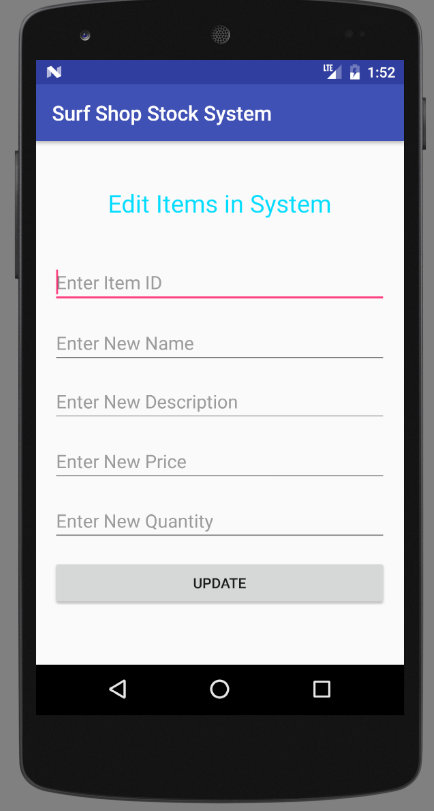 LTE 1:52
Surf Shop Stock System
Edit Items in System
Enter Item ID
Enter New Name
Enter New Description
Enter New Price
Enter New Quantity
UPDATE